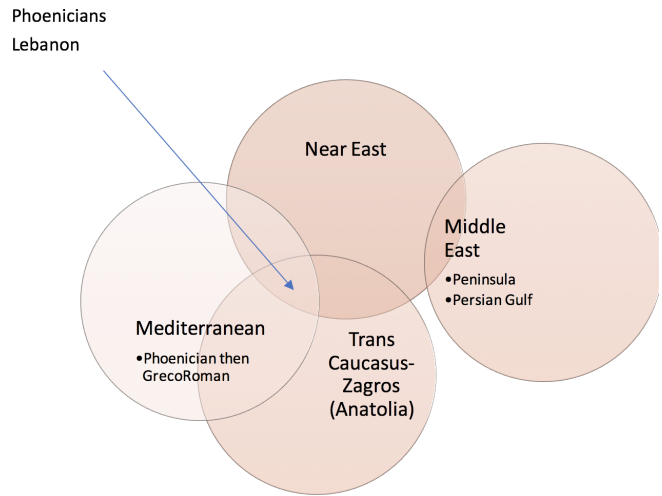 Phoenicians
Lebanon
Near East
Middle
East
•Peninsula
•Persian Gulf
Mediterranean
•Phoenician then
GrecoRoman
Trans
Caucasus-
Zagros
(Anatolia)